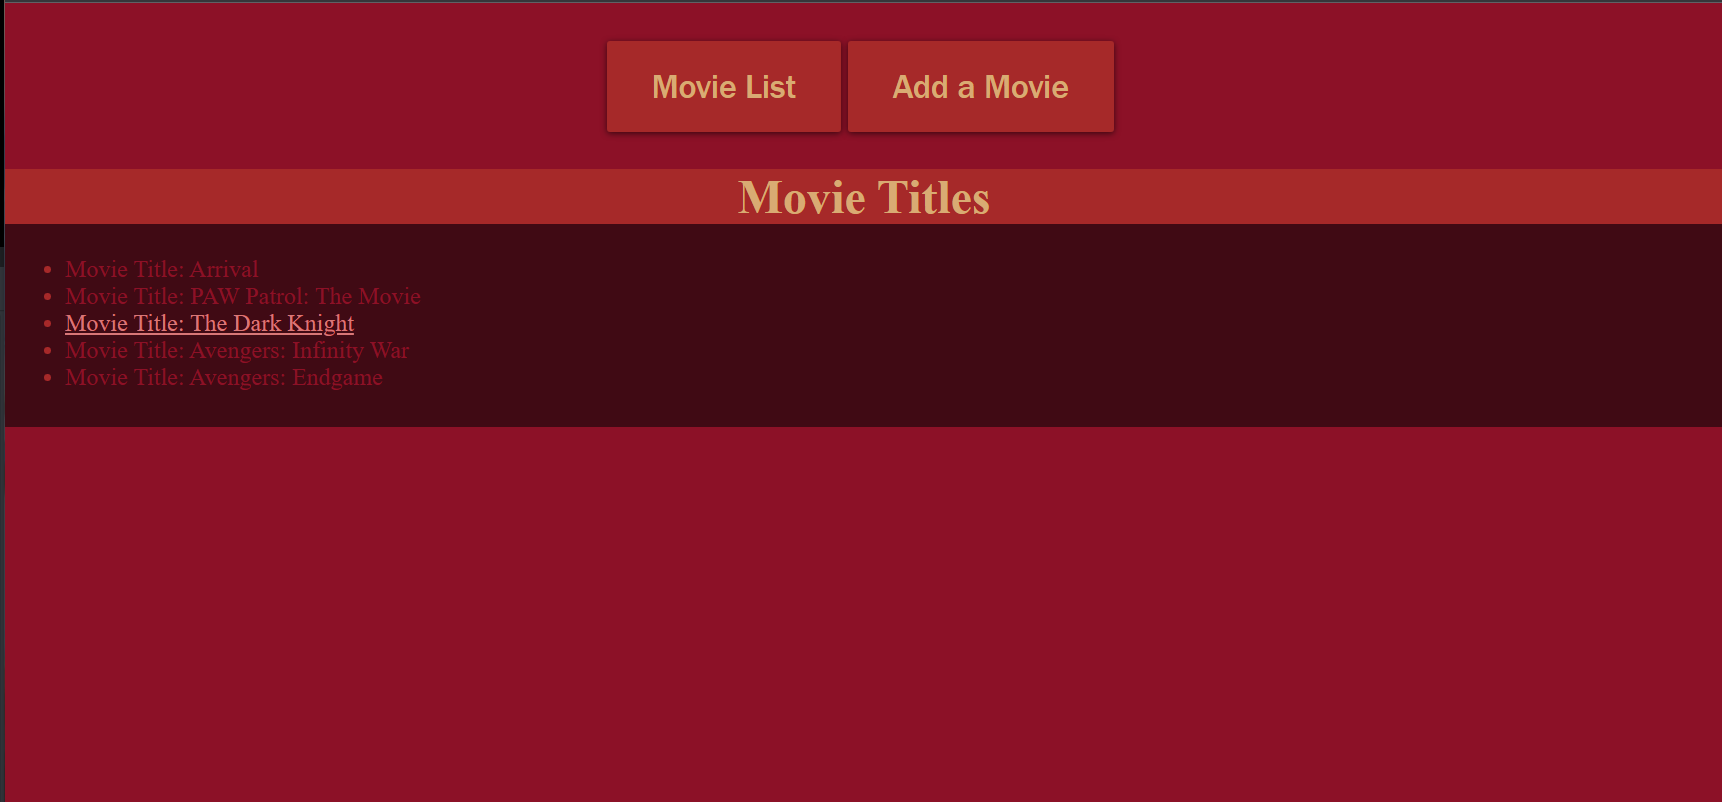 Movie List Add a Movie
Movie Titles
Movie Title: Arrival
Movie Title: PAW Patrol: The Movie
Movie Title: The Dark Knight
Movie Title: Avengers: Infinity War
Movie Title: Avengers: Endgame